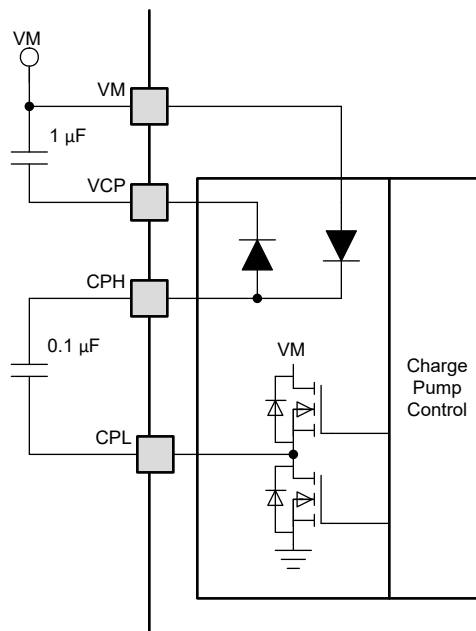 VM
VM
1 µF
VCP
CPH
0.1 µF
VM
Charge
Pump
Control
CPL